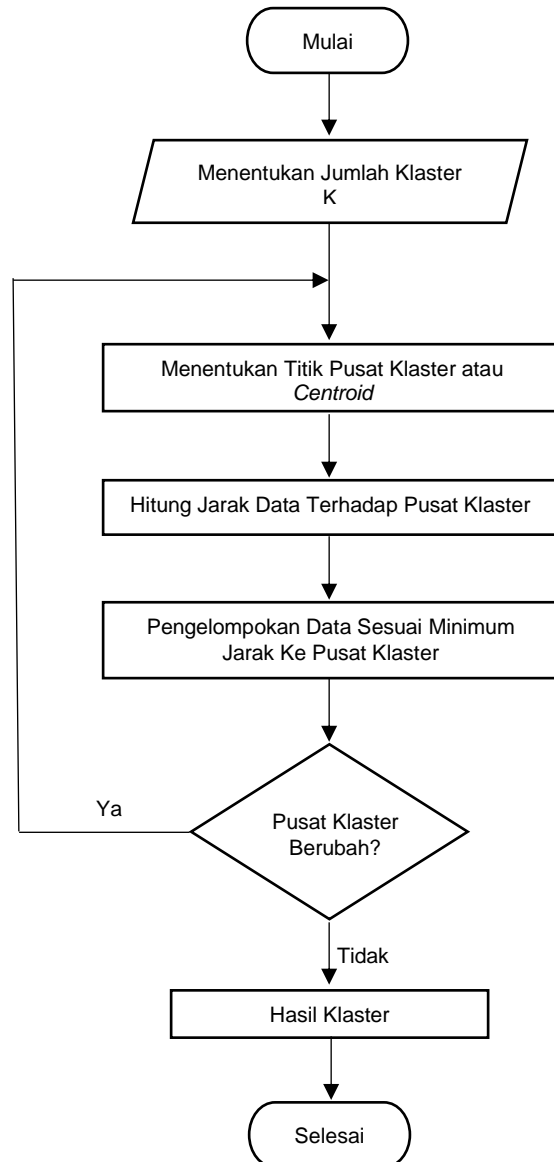 Mulai
Menentukan Jumlah Klaster
K
Menentukan Titik Pusat Klaster atau
Centroid
Hitung Jarak Data Terhadap Pusat Klaster
Pengelompokan Data Sesuai Minimum
Jarak Ke Pusat Klaster
Ya
Pusat Klaster
Berubah?
Tidak
Hasil Klaster
Selesai